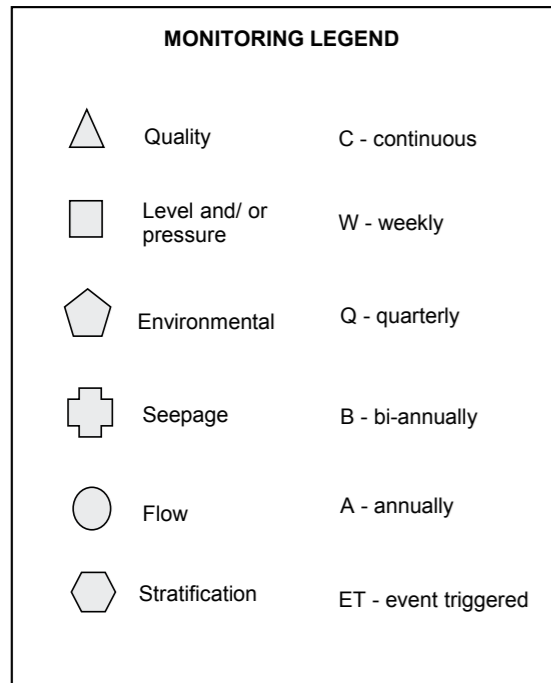 MONITORING LEGEND
Quality
C - continuous
Level and/ or
pressure
W - weekly
Environmental
Q - quarterly
Seepage
B - bi-annually
Flow
A - annually
Stratification
ET - event triggered